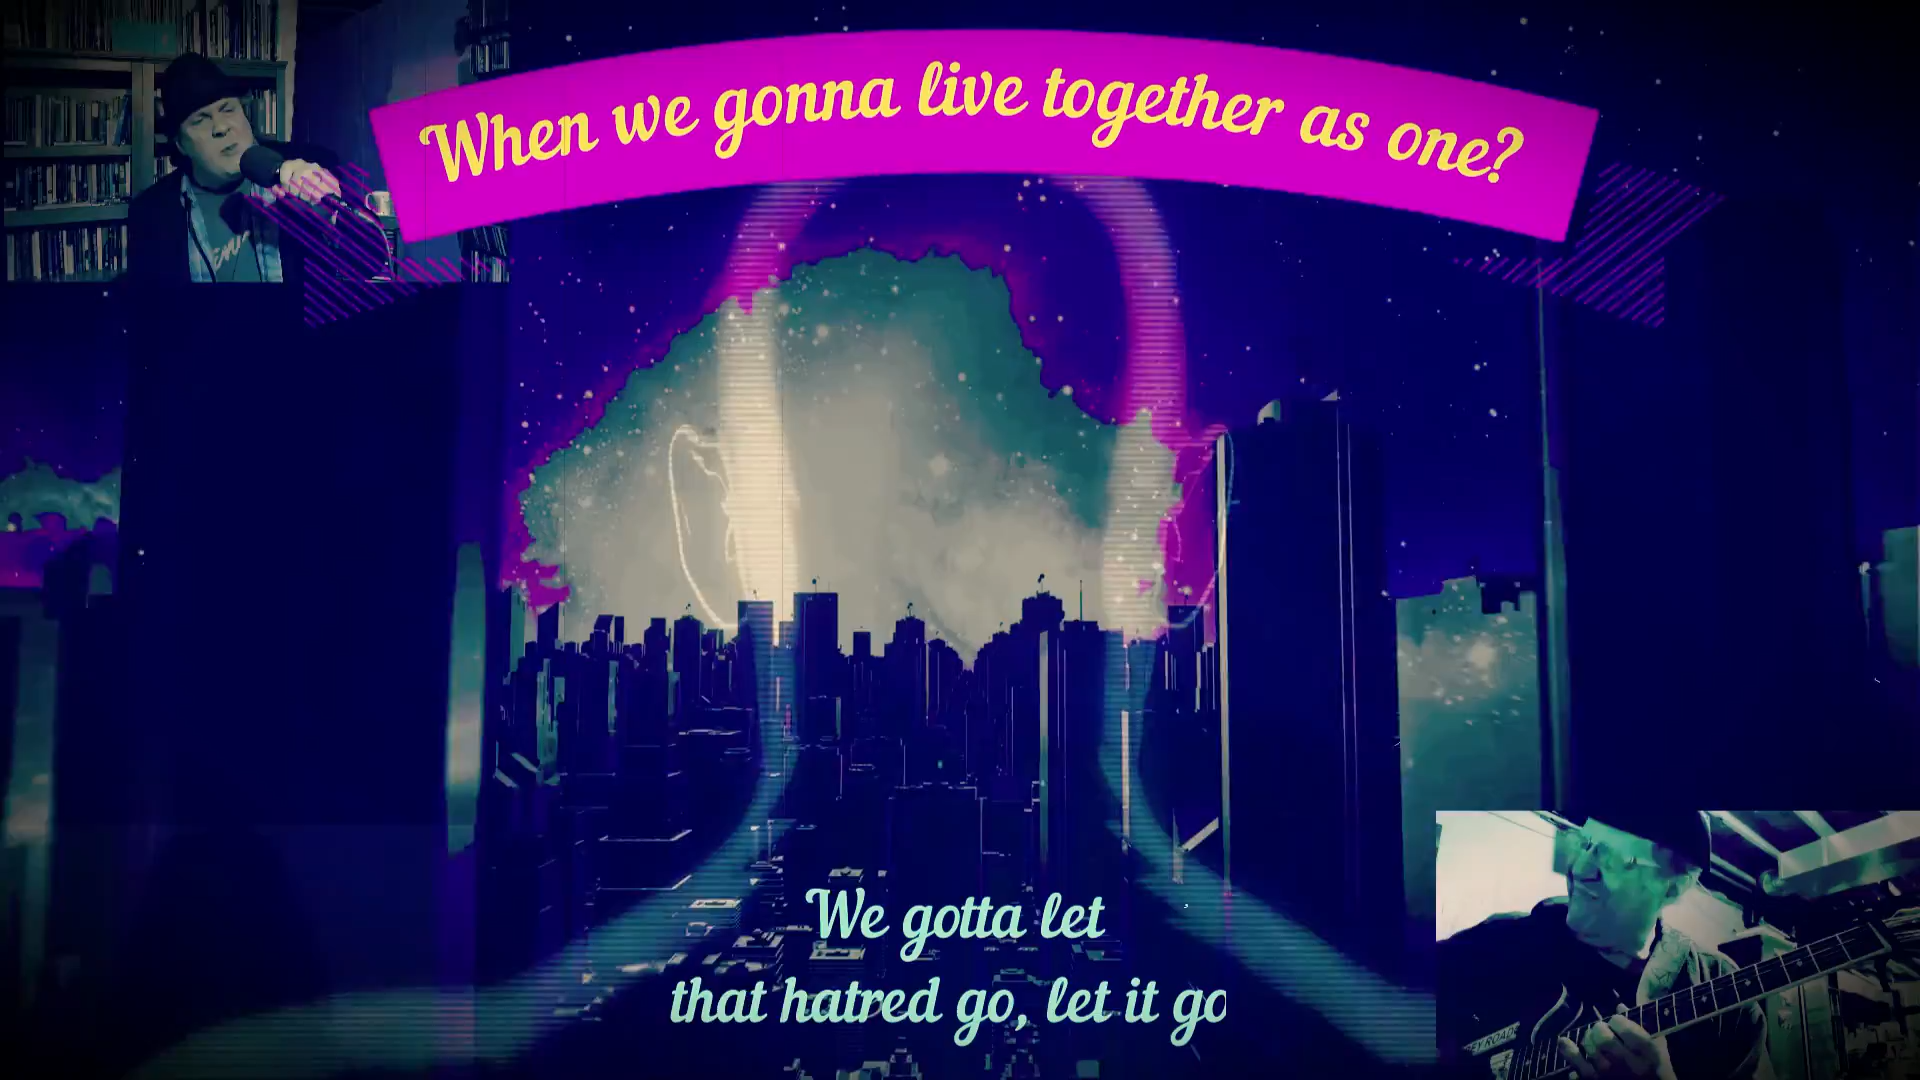 When we gonna live together as one?
We gotta let
that hatred go, let it go